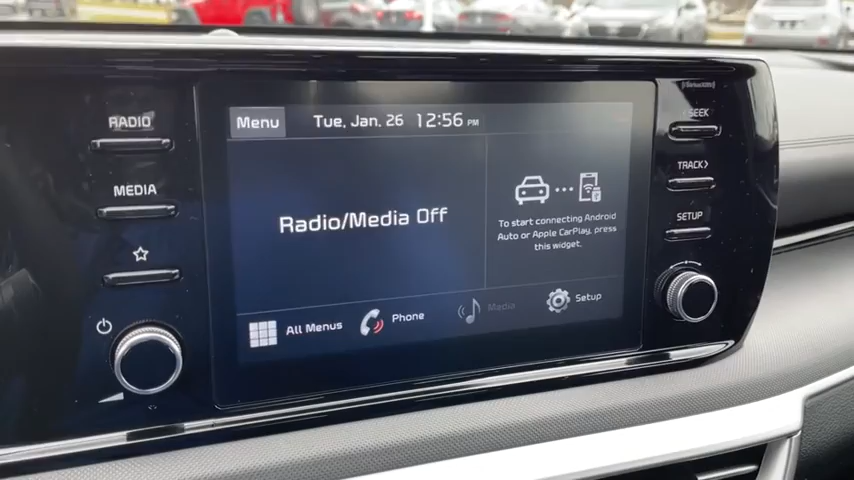 SiriusXM
RADIO
MEDIA
Menu
Tue, Jan. 26 12:56 PM
Radio/Media Off
To start connecting Android
Auto or Apple CarPlay, press
this widget.
All Menus
Phone
Media
Setup
SEEK
TRACK>
SETUP